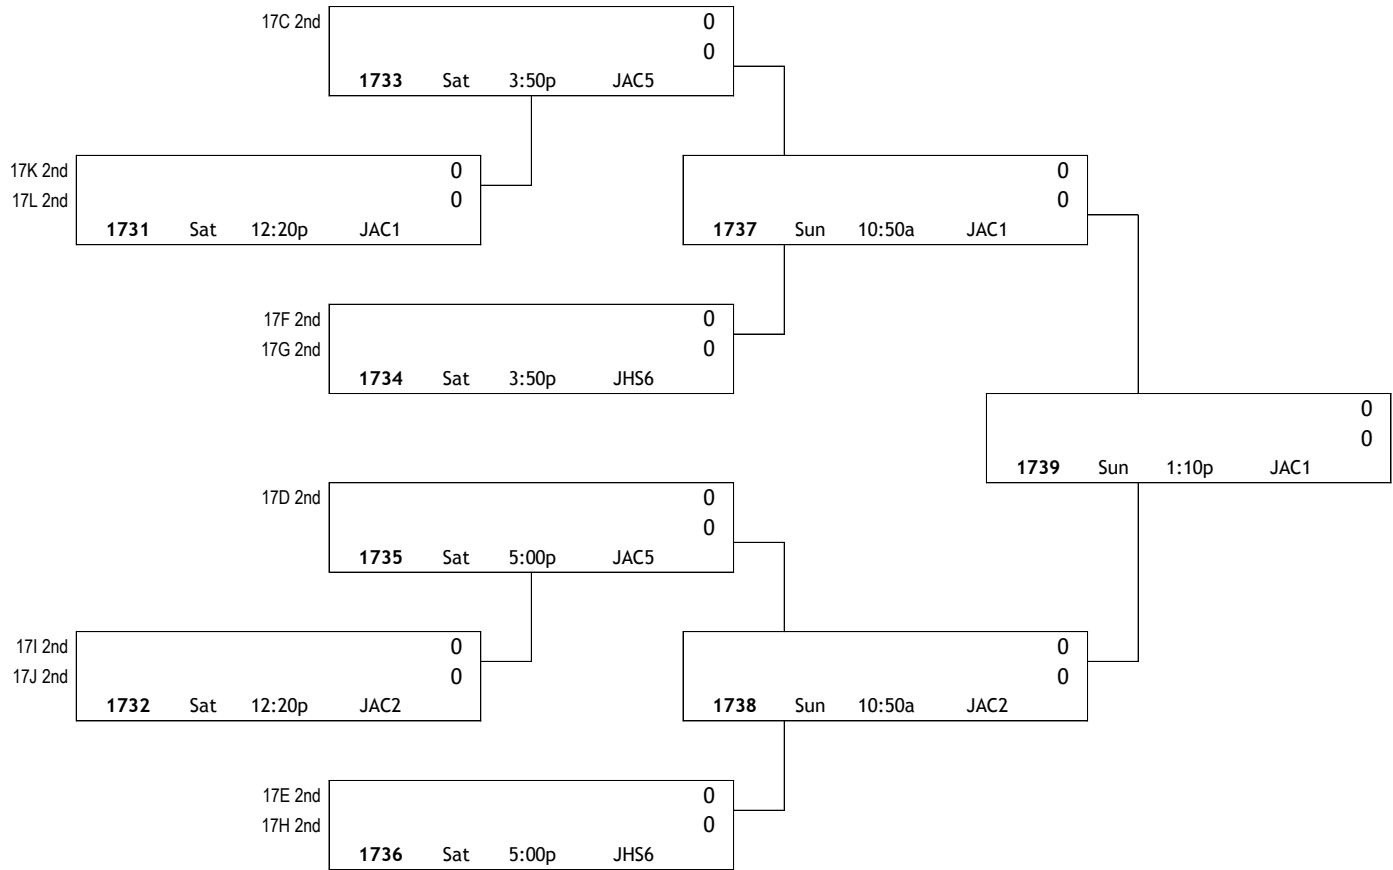 17C 2nd 0
0
1733 Sat 3:50p JAC5
17K 2nd 0
17L 2nd 0
1731 Sat 12:20p JAC1
0
0
1737 Sun 10:50a JAC1
17F 2nd 0
17G 2nd 0
1734 Sat 3:50p JHS6
0
0
1739 Sun 1:10p JAC1
17D 2nd 0
0
1735 Sat 5:00p JAC5
17I 2nd 0
17J 2nd 0
1732 Sat 12:20p JAC2
0
0
1738 Sun 10:50a JAC2
17E 2nd 0
17H 2nd 0
1736 Sat 5:00p JHS6